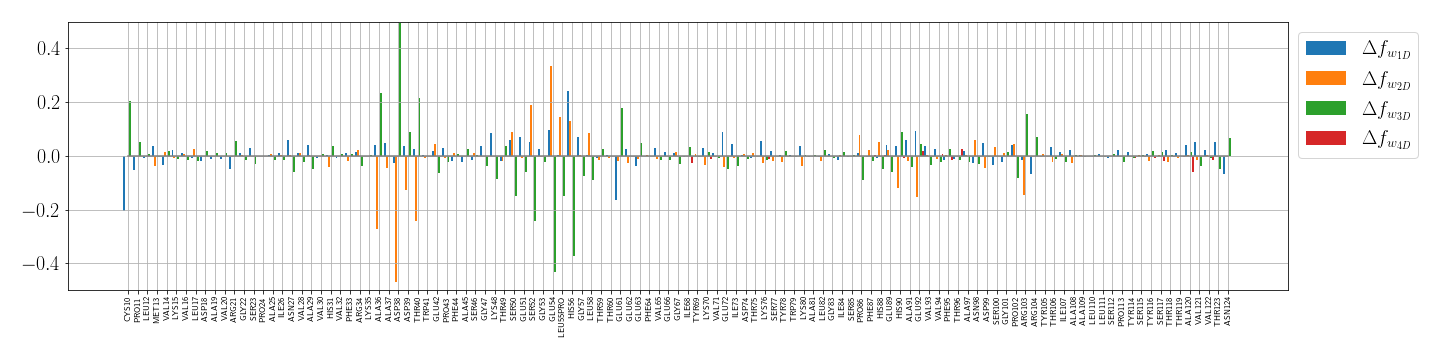 0.4
0.2
0.0
−0.2
−0.4
CYS10
PRO11
LEU12
MET13
VAL14
LYS15
VAL16
LEU17
ASP18
ALA19
VAL20
ARG21
GLY22
SER23
PRO24
ALA25
ILE26
ASN27
VAL28
ALA29
VAL30
HIS31
VAL32
PHE33
ARG34
LYS35
ALA36
ALA37
ASP38
ASP39
THR40
TRP41
GLU42
PRO43
PHE44
ALA45
SER46
GLY47
LYS48
THR49
SER50
GLU51
SER52
GLY53
GLU54
LEU55PRO
HIS56
GLY57
LEU58
THR59
THR60
GLU61
GLU62
GLU63
PHE64
VAL65
GLU66
GLY67
ILE68
TYR69
LYS70
VAL71
GLU72
ILE73
ASP74
THR75
LYS76
SER77
TYR78
TRP79
LYS80
ALA81
LEU82
GLY83
ILE84
SER85
PRO86
PHE87
HIS88
GLU89
HIS90
ALA91
GLU92
VAL93
VAL94
PHE95
THR96
ALA97
ASN98
ASP99
SER100
GLY101
PRO102
ARG103
ARG104
TYR105
THR106
ILE107
ALA108
ALA109
LEU110
LEU111
SER112
PRO113
TYR114
SER115
TYR116
SER117
THR118
THR119
ALA120
VAL121
VAL122
THR123
ASN124
Δf_{w_{1D}}
Δf_{w_{2D}}
Δf_{w_{3D}}
Δf_{w_{4D}}